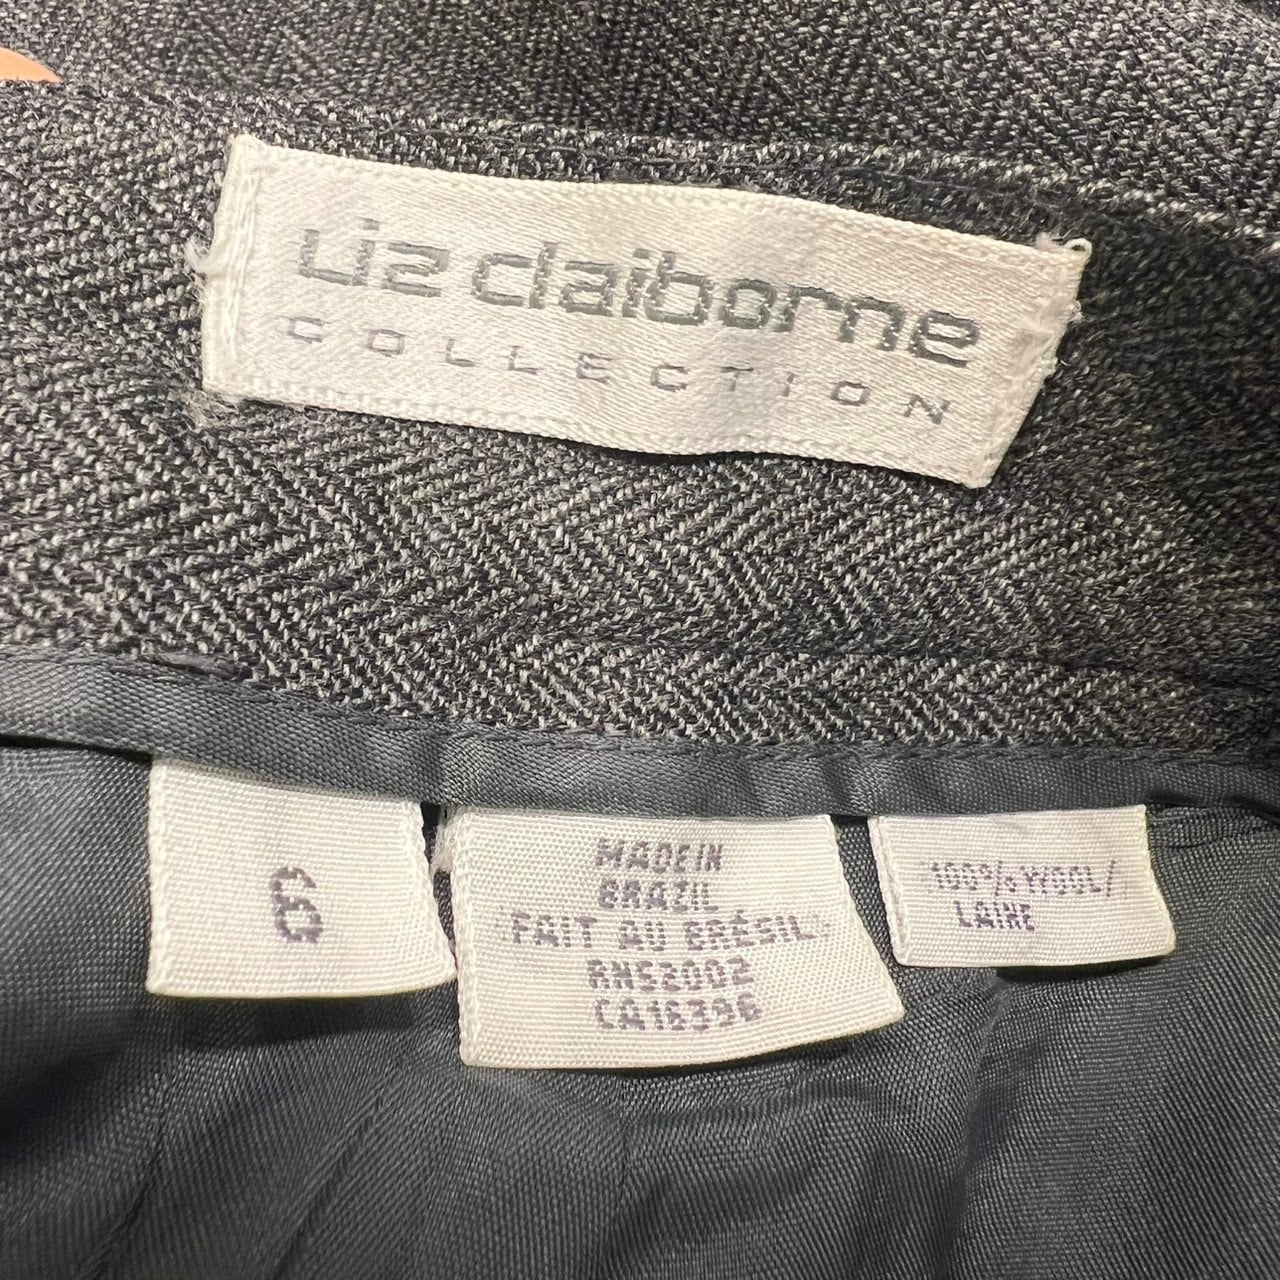 Liz claiborne
COLLECTION
6
MADE IN
BRAZIL
FAIT AU BRÉSIL
RN52002
CA16396
100% WOOL/
LAINE